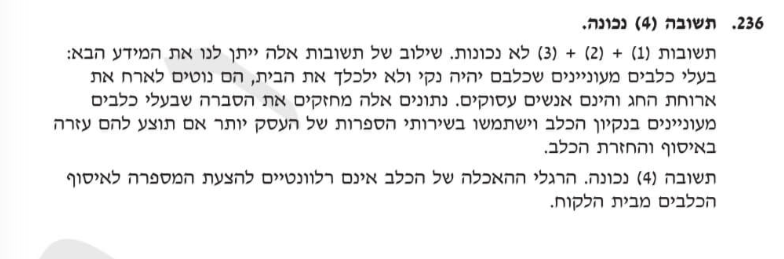 236. תשובה (4) נכונה.
תשובות (1) + (2) + (3) לא נכונות. שילוב של תשובות אלה ייתן לנו את המידע הבא:
בעלי כלבים מעוניינים שכלבם יהיה נקי ולא ילכלך את הבית, הם נוטים לארח את
ארוחת החג והינם אנשים עסוקים. נתונים אלה מחזקים את הסברה שבעלי כלבים
מעוניינים בנקיון הכלב וישתמשו בשירותי הספרות של העסק יותר אם תוצע להם עזרה
באיסוף והחזרת הכלב.
תשובה (4) נכונה. הרגלי ההאכלה של הכלב אינם רלוונטיים להצעת המספרה לאיסוף
הכלבים מבית הלקוח.